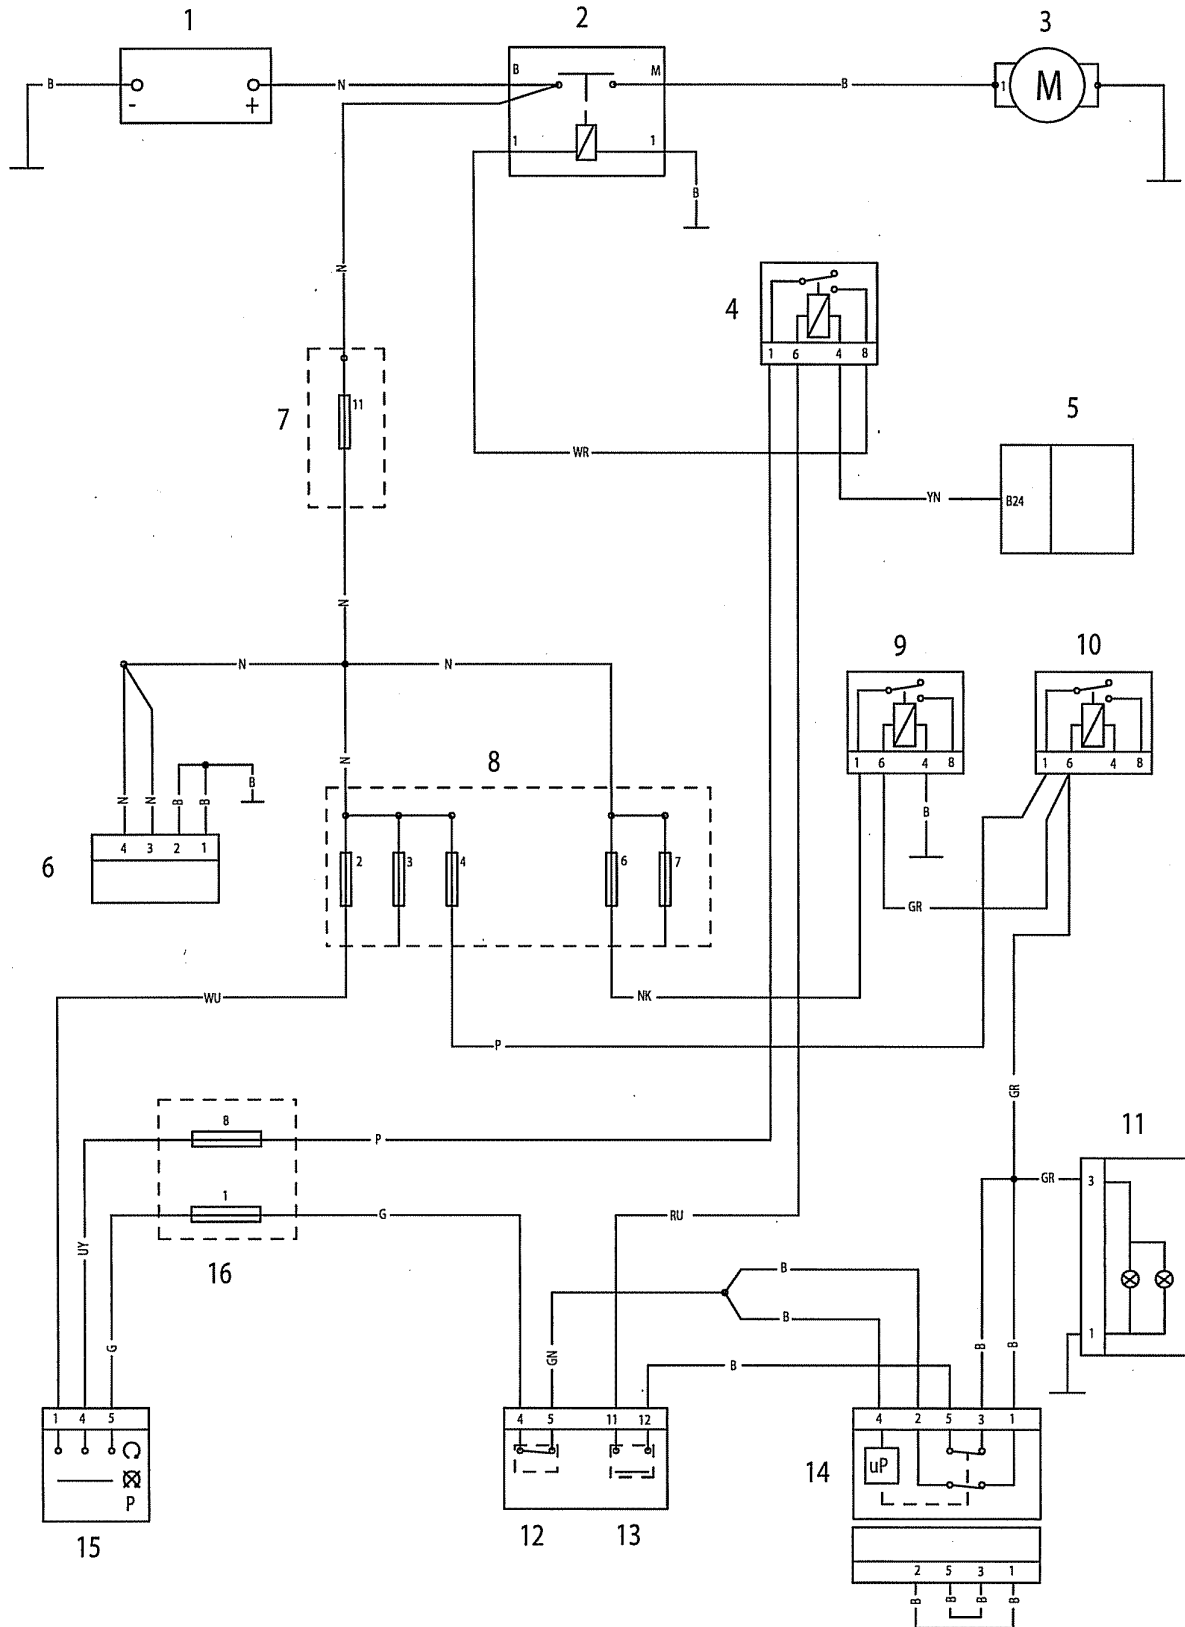 1 2 3
B - + N B M B 1 M
1 1
B
N
4
1 6 4 8
7 11
5
WR
YN B24
N
9 10
N N
1 6 4 8 1 6 4 8
8
N
N N B B B
B
6 4 3 2 1
2 3 4 6 7
GR
WU NK
P
GR
8 P
11
1 G RU
GR 3
UY
16
B
B
1
G GN B B B
1 4 5
4 5 11 12
4 2 5 3 1
uP
14
P
15
12 13
2 5 3 1
B B B B